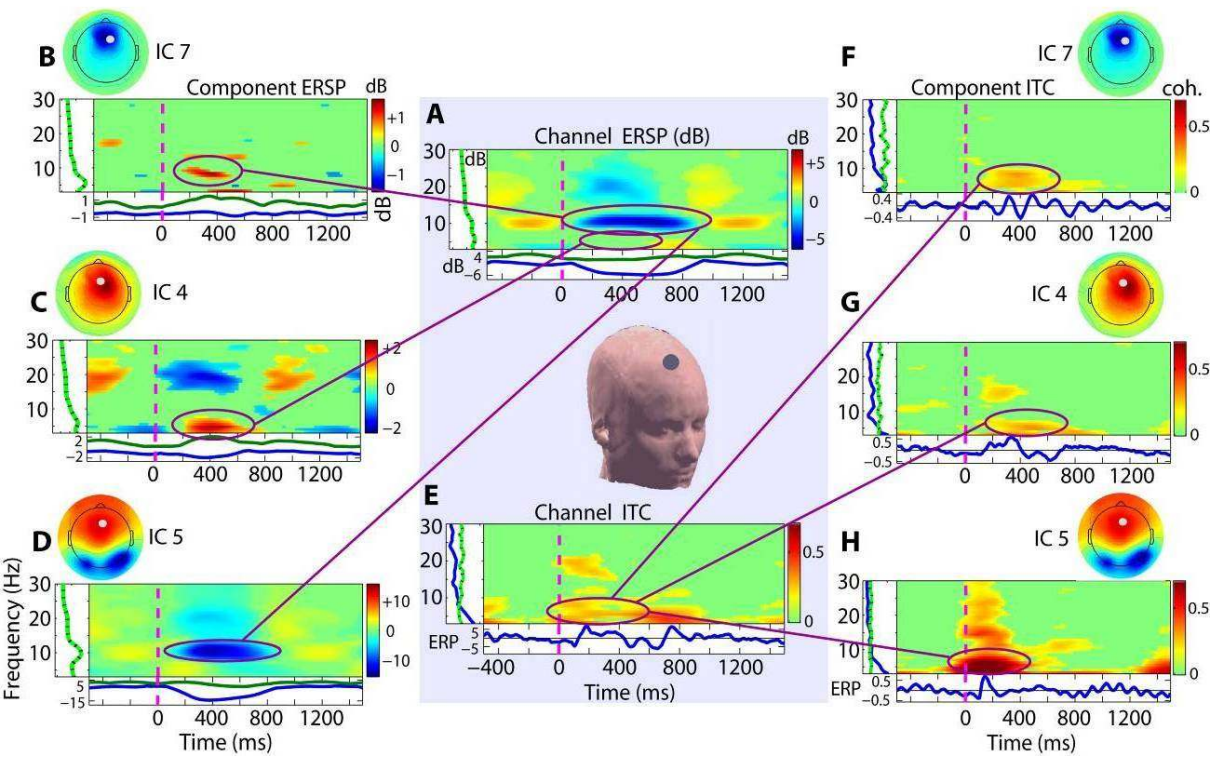 B
IC 7
Component ERSP
dB
30
20
10
+1
0
−1
1
−1
dB
0 400 800 1200
A
Channel ERSP (dB)
dB
30
20
10
dB
+5
0
−5
dB
4
−6
0 400 800 1200
F
IC 7
Component ITC
coh.
30
20
10
0.5
0
0.4
−0.4
0 400 800 1200
C
IC 4
30
20
10
+2
0
−2
2
−2
0 400 800 1200
G
IC 4
30
20
10
0.5
0
0.5
−0.5
0 400 800 1200
D
IC 5
Frequency (Hz)
30
20
10
+10
0
−10
5
−15
0 400 800 1200
Time (ms)
E
Channel ITC
30
20
10
0.5
0
ERP
5
−5
−400 0 400 800 1200
Time (ms)
H
IC 5
30
20
10
0.5
0
ERP
0.5
−0.5
0 400 800 1200
Time (ms)